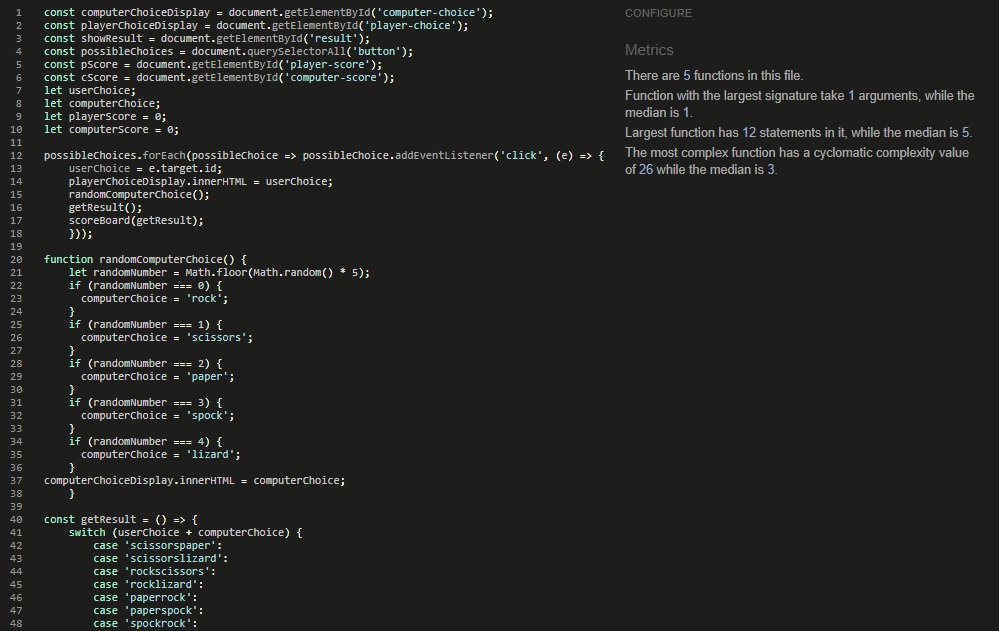 1 const computerChoiceDisplay = document.getElementById('computer-choice');
2 const playerChoiceDisplay = document.getElementById('player-choice');
3 const showResult = document.getElementById('result');
4 const possibleChoices = document.querySelectorAll('button');
5 const pScore = document.getElementById('player-score');
6 const cScore = document.getElementById('computer-score');
7 let userChoice;
8 let computerChoice;
9 let playerScore = 0;
10 let computerScore = 0;
11
12 possibleChoices.forEach(possibleChoice => possibleChoice.addEventListener('click', (e) => {
13     userChoice = e.target.id;
14     playerChoiceDisplay.innerHTML = userChoice;
15     randomComputerChoice();
16     getResult();
17     scoreBoard(getResult);
18     }));
19
20 function randomComputerChoice() {
21     let randomNumber = Math.floor(Math.random() * 5);
22     if (randomNumber === 0) {
23       computerChoice = 'rock';
24     }
25     if (randomNumber === 1) {
26       computerChoice = 'scissors';
27     }
28     if (randomNumber === 2) {
29       computerChoice = 'paper';
30     }
31     if (randomNumber === 3) {
32       computerChoice = 'spock';
33     }
34     if (randomNumber === 4) {
35       computerChoice = 'lizard';
36     }
37 computerChoiceDisplay.innerHTML = computerChoice;
38     }
39
40 const getResult = () => {
41     switch (userChoice + computerChoice) {
42         case 'scissorspaper':
43         case 'scissorslizard':
44         case 'rockscissors':
45         case 'rocklizard':
46         case 'paperrock':
47         case 'paperspock':
48         case 'spockrock':
CONFIGURE
Metrics
There are 5 functions in this file.
Function with the largest signature take 1 arguments, while the
median is 1.
Largest function has 12 statements in it, while the median is 5.
The most complex function has a cyclomatic complexity value
of 26 while the median is 3.